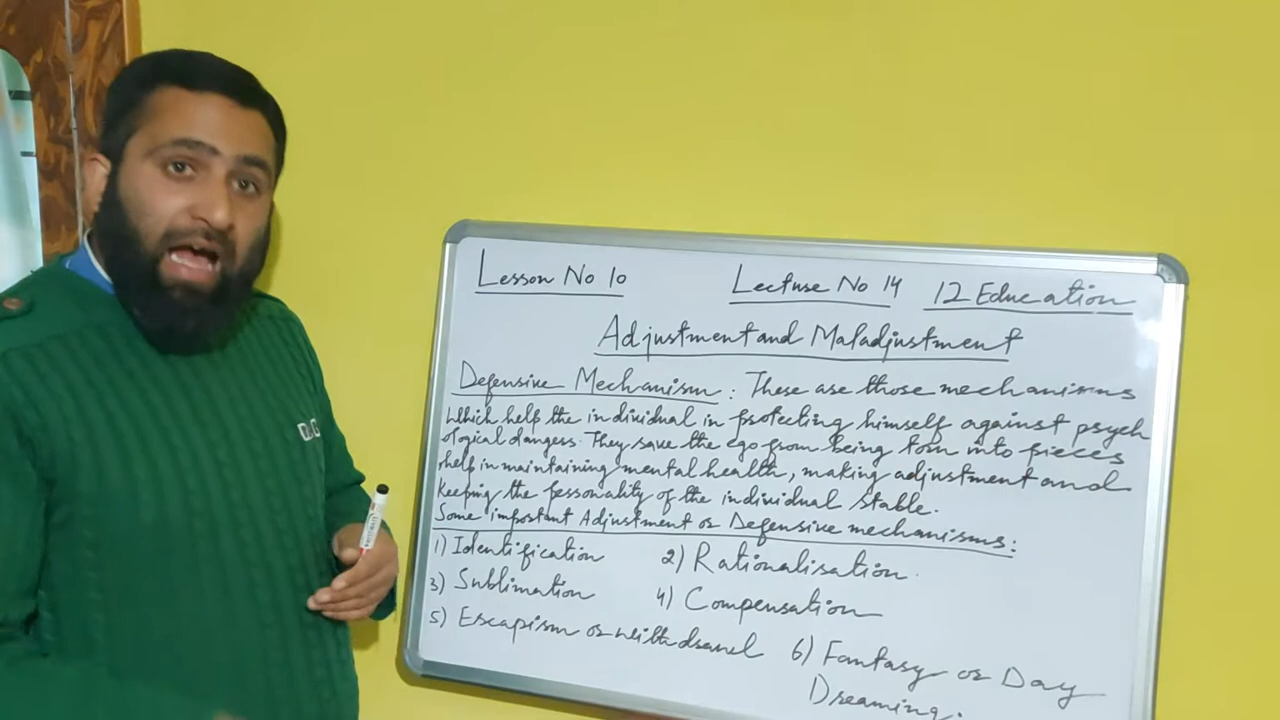 Lesson No 10 Lecture No 14 12 Education
Adjustment and Maladjustment
Defensive Mechanism : These are those mechanisms
which help the individual in protecting himself against psych
ological dangers. They save the ego from being torn into pieces
help in maintaining mental health, making adjustment and
keeping the personality of the individual stable.
Some important Adjustment or Defensive mechanisms :
1) Identification 2) Rationalisation.
3) Sublimation 4) Compensation
5) Escapism or withdrawel 6) Fantasy or Day
Dreaming.